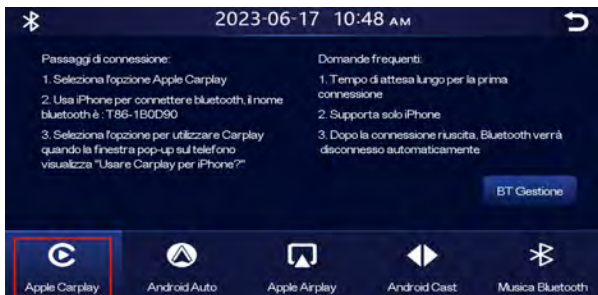 2023-06-17 10:48 AM
Passaggi di connessione:
1. Seleziona l'opzione Apple Carplay
2. Usa iPhone per connettere bluetooth, il nome
bluetooth è : T86-1B0D90
3. Seleziona l'opzione per utilizzare Carplay
quando la finestra pop-up sul telefono
visualizza "Usare Carplay per iPhone?"
Domande frequenti:
1. Tempo di attesa lungo per la prima
connessione
2. Supporta solo iPhone
3. Dopo la connessione riuscita, Bluetooth verrà
disconnesso automaticamente
BT Gestione
Apple Carplay
Android Auto
Apple Airplay
Android Cast
Musica Bluetooth